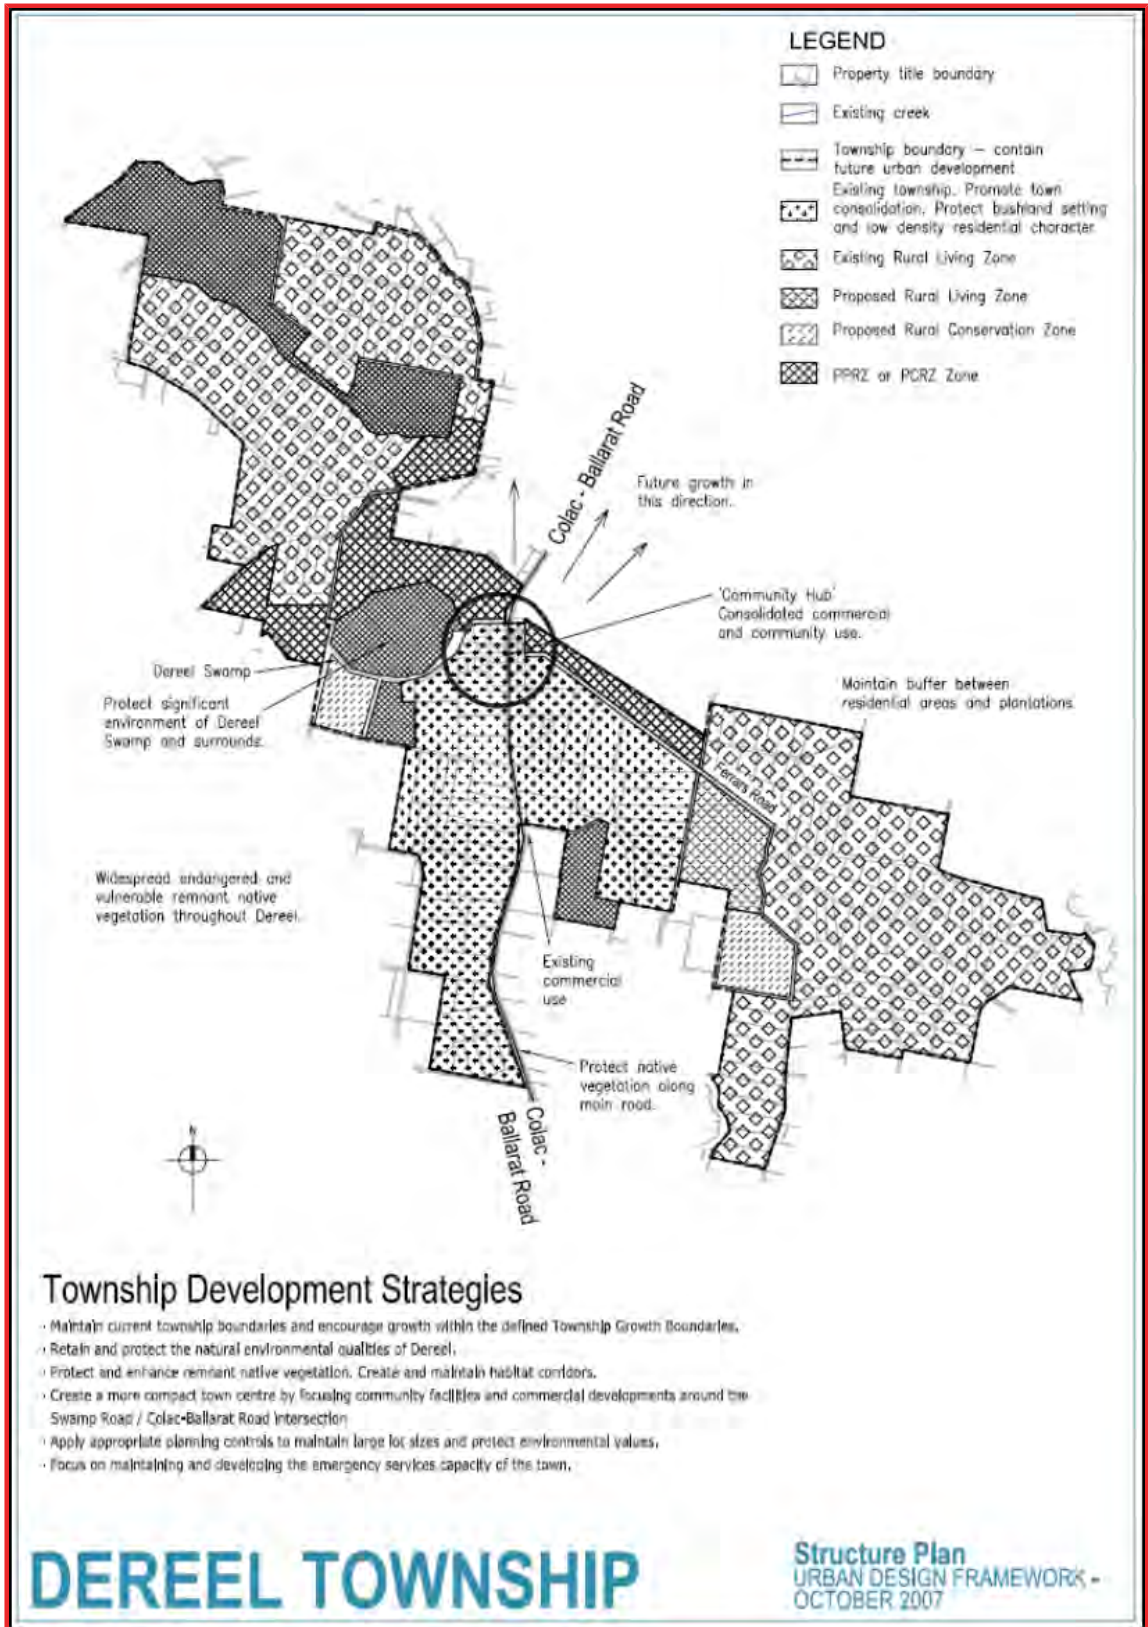 LEGEND
Property title boundary
Existing creek
Township boundary – contain
future urban development
Existing township. Promote town
consolidation. Protect bushland setting
and low density residential character
Existing Rural Living Zone
Proposed Rural Living Zone
Proposed Rural Conservation Zone
PPRZ or PCRZ Zone
Colac - Ballarat Road
Future growth in
this direction.
'Community Hub'
Consolidated commercial
and community use.
Dereel Swamp
Protect significant
environment of Dereel
Swamp and surrounds.
Maintain buffer between
residential areas and plantations.
Ferrars Road
Widespread endangered and
vulnerable remnant native
vegetation throughout Dereel.
Existing
commercial
use
Protect native
vegetation along
main road.
Colac -
Ballarat Road
N
Township Development Strategies
· Maintain current township boundaries and encourage growth within the defined Township Growth Boundaries.
· Retain and protect the natural environmental qualities of Dereel.
· Protect and enhance remnant native vegetation. Create and maintain habitat corridors.
· Create a more compact town centre by focusing community facilities and commercial developments around the
Swamp Road / Colac-Ballarat Road intersection
· Apply appropriate planning controls to maintain large lot sizes and protect environmental values.
· Focus on maintaining and developing the emergency services capacity of the town.
DEREEL TOWNSHIP
Structure Plan
URBAN DESIGN FRAMEWORK -
OCTOBER 2007